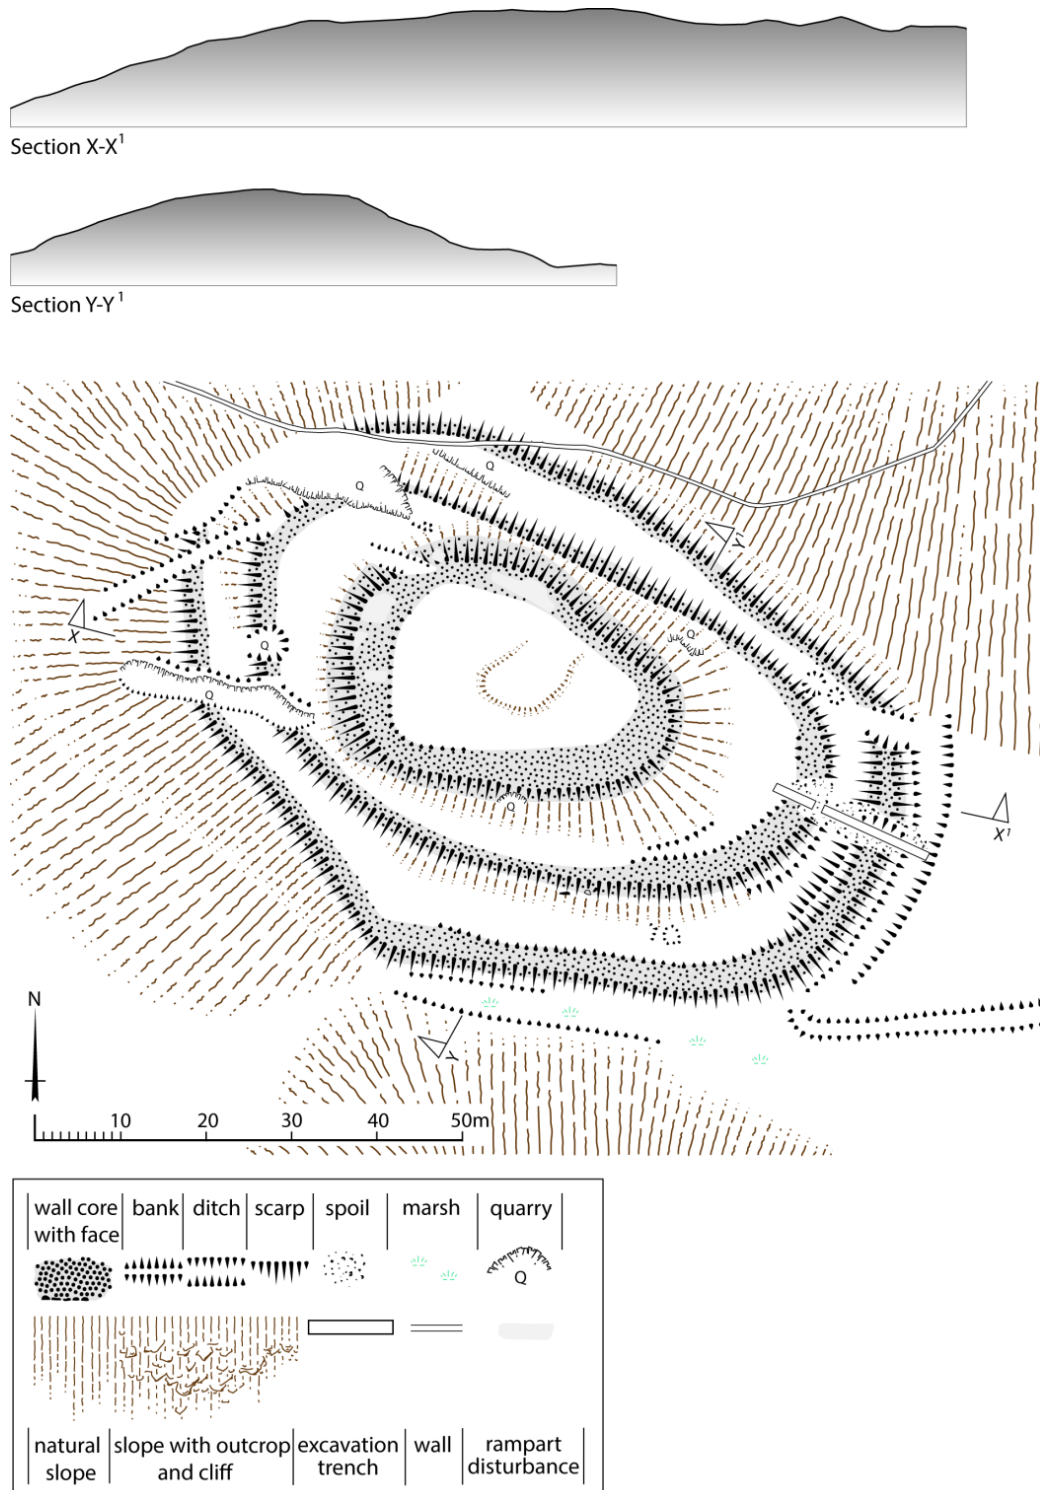 Section X-X¹
Section Y-Y¹
Q
Q
Y¹
X
Q
Q
Q
Q
X¹
Y
N
10 20 30 40 50m
wall core with face
bank
ditch
scarp
spoil
marsh
quarry
Q
natural slope
slope with outcrop and cliff
excavation trench
wall
rampart disturbance